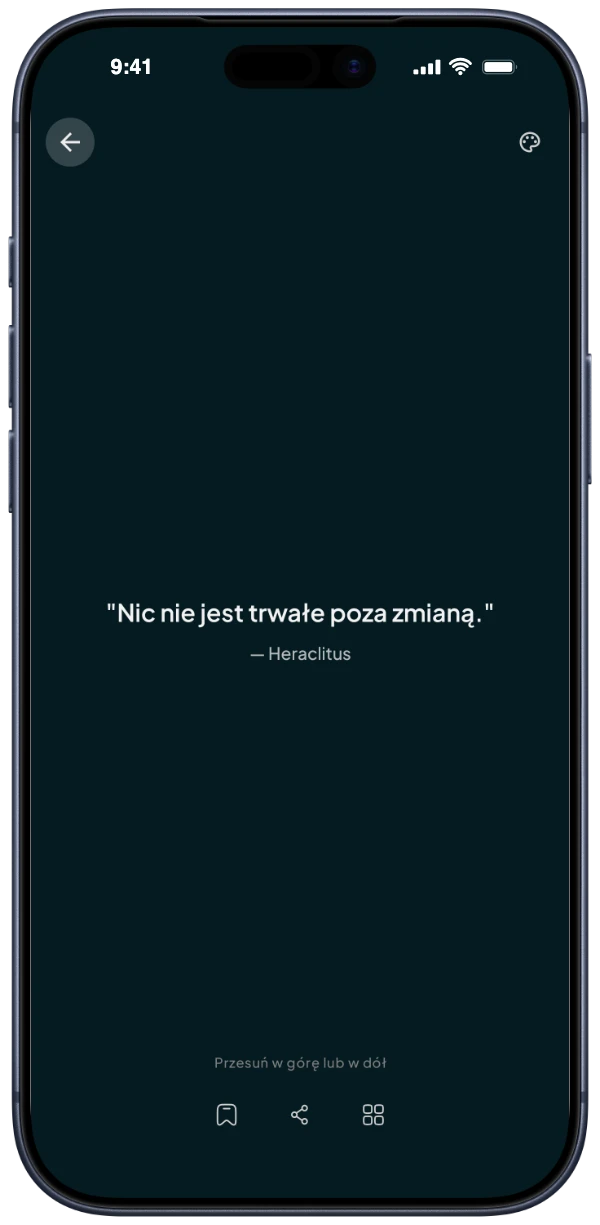 9:41
"Nic nie jest trwałe poza zmianą."
— Heraclitus
Przesuń w górę lub w dół